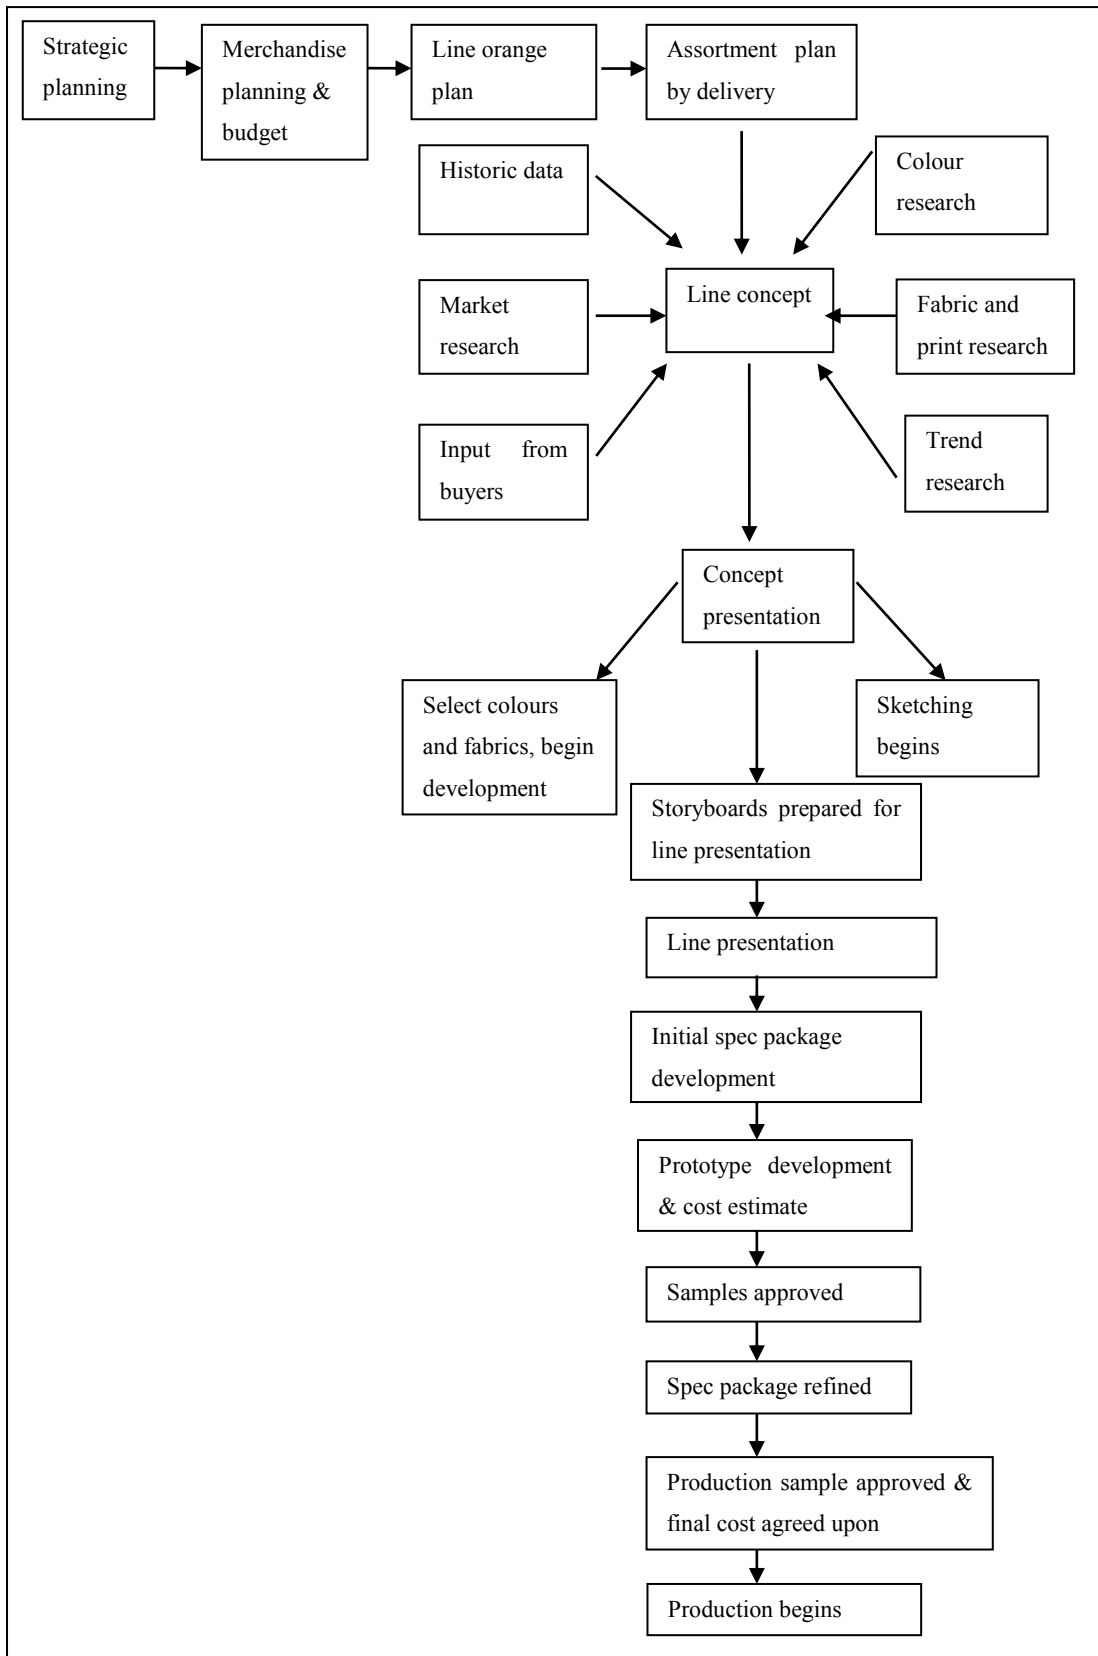 Strategic
planning
Merchandise
planning &
budget
Line orange
plan
Assortment plan
by delivery
Historic data
Colour
research
Market
research
Line concept
Fabric and
print research
Input from
buyers
Trend
research
Concept
presentation
Select colours
and fabrics, begin
development
Sketching
begins
Storyboards prepared for
line presentation
Line presentation
Initial spec package
development
Prototype development
& cost estimate
Samples approved
Spec package refined
Production sample approved &
final cost agreed upon
Production begins